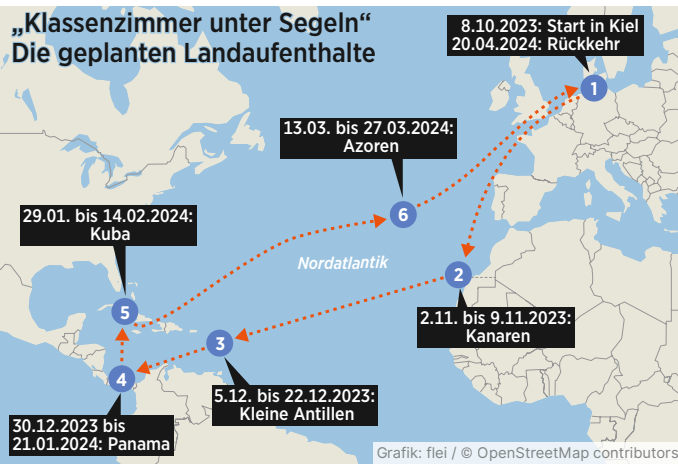 „Klassenzimmer unter Segeln“
Die geplanten Landaufenthalte
8.10.2023: Start in Kiel
20.04.2024: Rückkehr
1
13.03. bis 27.03.2024:
Azoren
6
29.01. bis 14.02.2024:
Kuba
Nordatlantik
2
5
2.11. bis 9.11.2023:
Kanaren
3
4
5.12. bis 22.12.2023:
Kleine Antillen
30.12.2023 bis
21.01.2024: Panama
Grafik: flei / © OpenStreetMap contributors